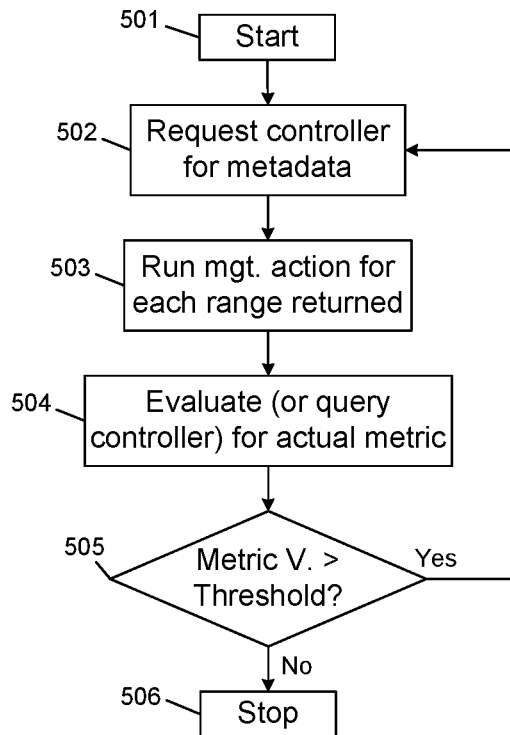 501
Start
502
Request controller
for metadata
503
Run mgt. action for
each range returned
504
Evaluate (or query
controller) for actual metric
505
Metric V. >
Threshold?
Yes
No
506
Stop